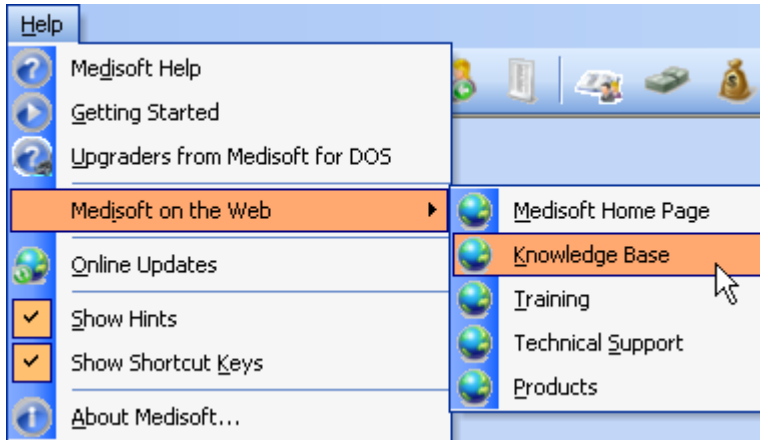 Help
Medisoft Help
Getting Started
Upgraders from Medisoft for DOS
Medisoft on the Web
Online Updates
Show Hints
Show Shortcut Keys
About Medisoft...
Medisoft Home Page
Knowledge Base
Training
Technical Support
Products